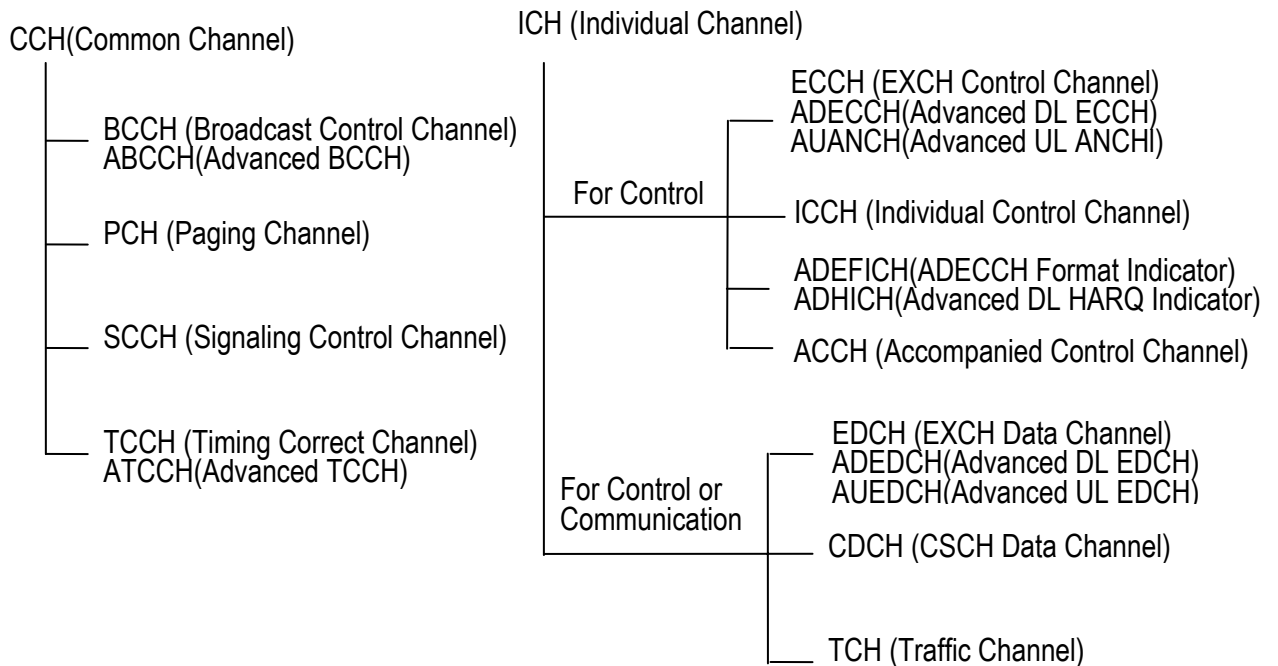 CCH(Common Channel)
BCCH (Broadcast Control Channel)
ABCCH(Advanced BCCH)
PCH (Paging Channel)
SCCH (Signaling Control Channel)
TCCH (Timing Correct Channel)
ATCCH(Advanced TCCH)
ICH (Individual Channel)
For Control
ECCH (EXCH Control Channel)
ADECCH(Advanced DL ECCH)
AUANCH(Advanced UL ANCH)
ICCH (Individual Control Channel)
ADEFICH(ADECCH Format Indicator)
ADHICH(Advanced DL HARQ Indicator)
ACCH (Accompanied Control Channel)
For Control or
Communication
EDCH (EXCH Data Channel)
ADEDCH(Advanced DL EDCH)
AUEDCH(Advanced UL EDCH)
CDCH (CSCH Data Channel)
TCH (Traffic Channel)